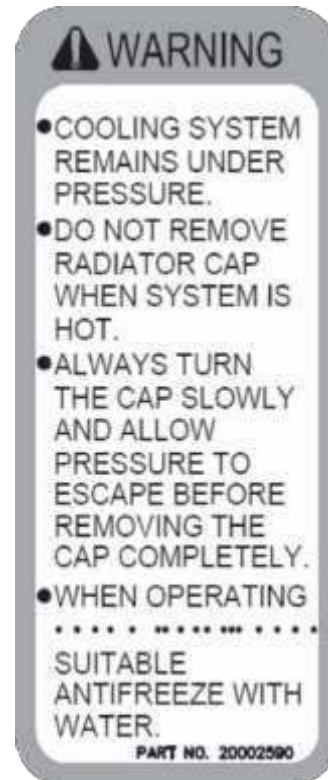 WARNING
COOLING SYSTEM
REMAINS UNDER
PRESSURE.
DO NOT REMOVE
RADIATOR CAP
WHEN SYSTEM IS
HOT.
ALWAYS TURN
THE CAP SLOWLY
AND ALLOW
PRESSURE TO
ESCAPE BEFORE
REMOVING THE
CAP COMPLETELY.
WHEN OPERATING
SUITABLE
ANTIFREEZE WITH
WATER.
PART NO. 20002590